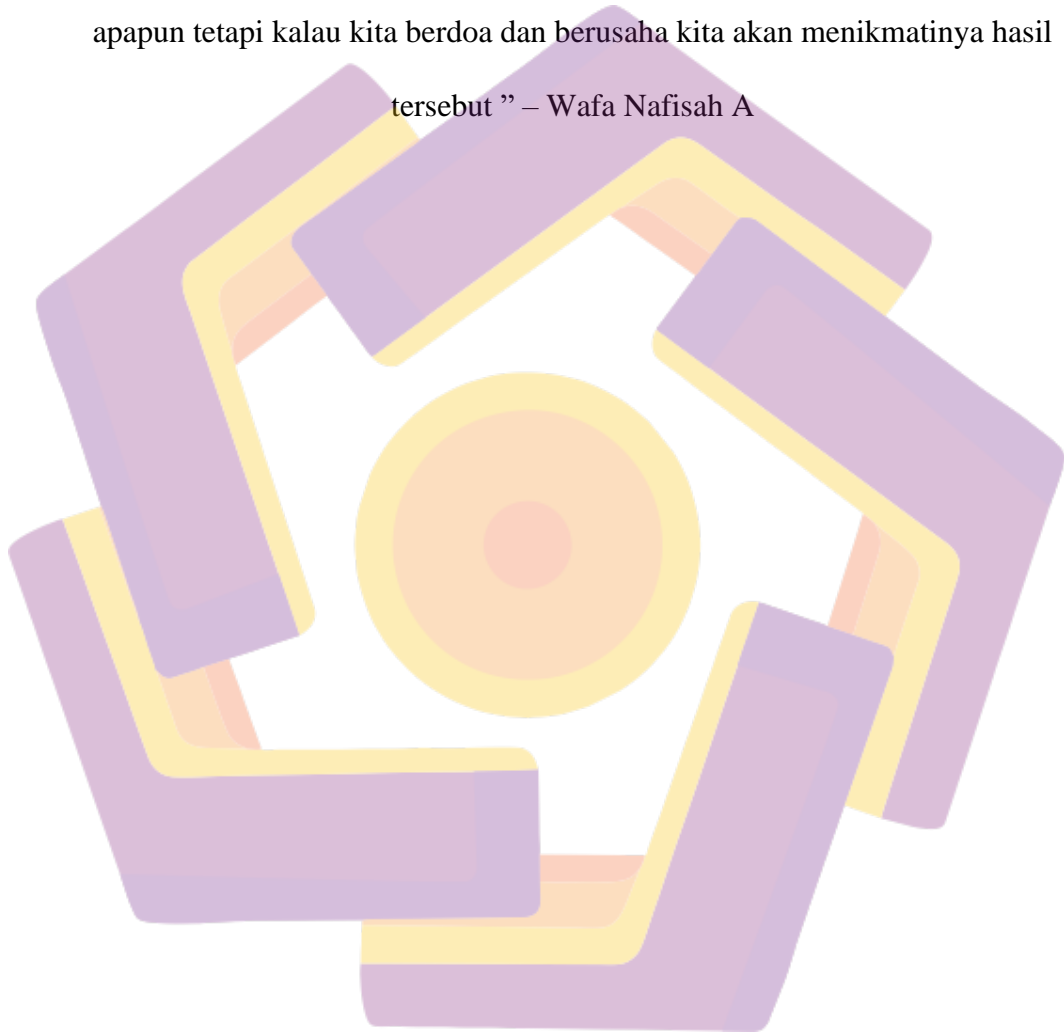 apapun tetapi kalau kita berdoa dan berusaha kita akan menikmatinya hasil
tersebut ” – Wafa Nafisah A